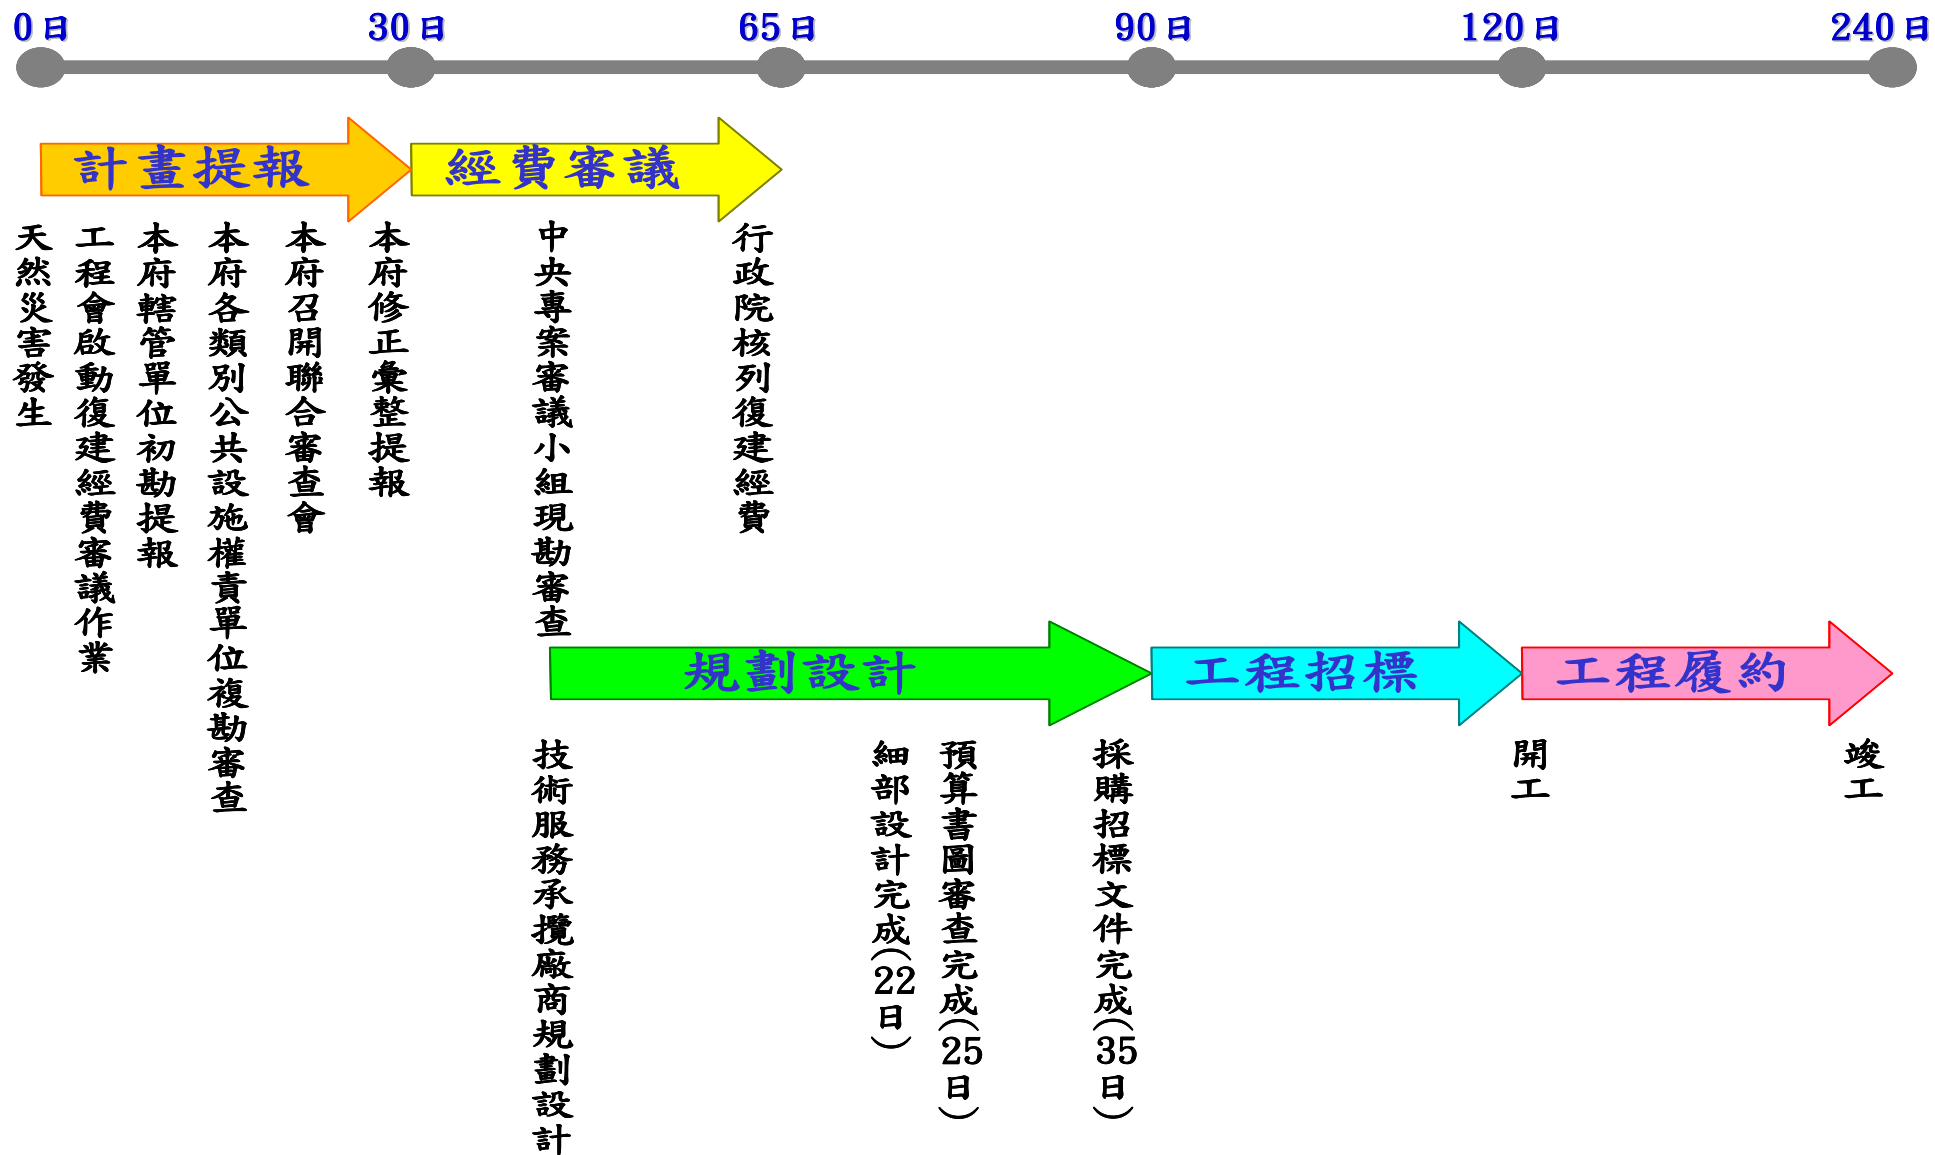 0日
30日
65日
90日
120日
240日
計畫提報
經費審議
天然災害發生
工程會啟動復建經費審議作業
本府轄管單位初勘提報
本府各類別公共設施權責單位複勘審查
本府召開聯合審查會
本府修正彙整提報
中央專案審議小組現勘審查
行政院核列復建經費
規劃設計
工程招標
工程履約
技術服務承攬廠商規劃設計
細部設計完成(22日)
預算書圖審查完成(25日)
採購招標文件完成(35日)
開工
竣工